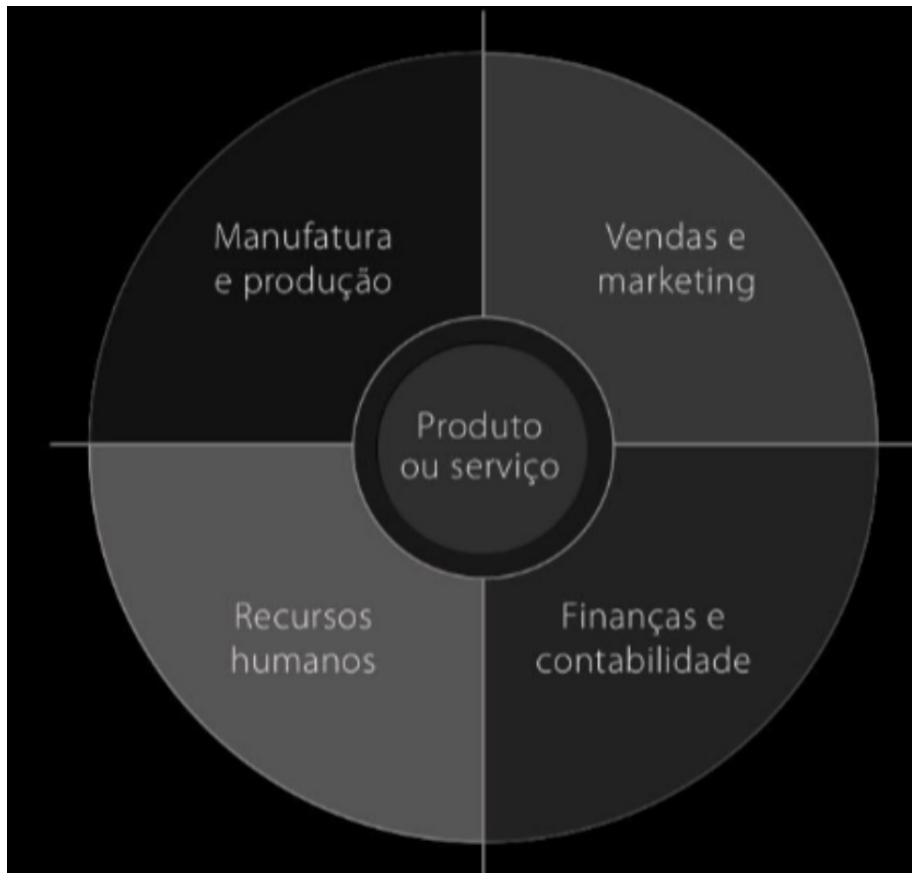 Manufatura
e produção
Vendas e
marketing
Produto
ou serviço
Recursos
humanos
Finanças e
contabilidade